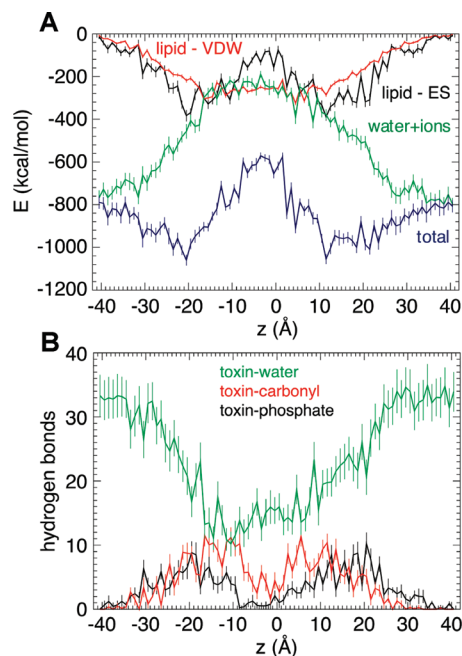 A
0
-200
-400
-600
-800
-1000
-1200
E (kcal/mol)
lipid - VDW
lipid - ES
water+ions
total
-40 -30 -20 -10 0 10 20 30 40
z (Å)
B
40
30
20
10
0
hydrogen bonds
toxin-water
toxin-carbonyl
toxin-phosphate
-40 -30 -20 -10 0 10 20 30 40
z (Å)